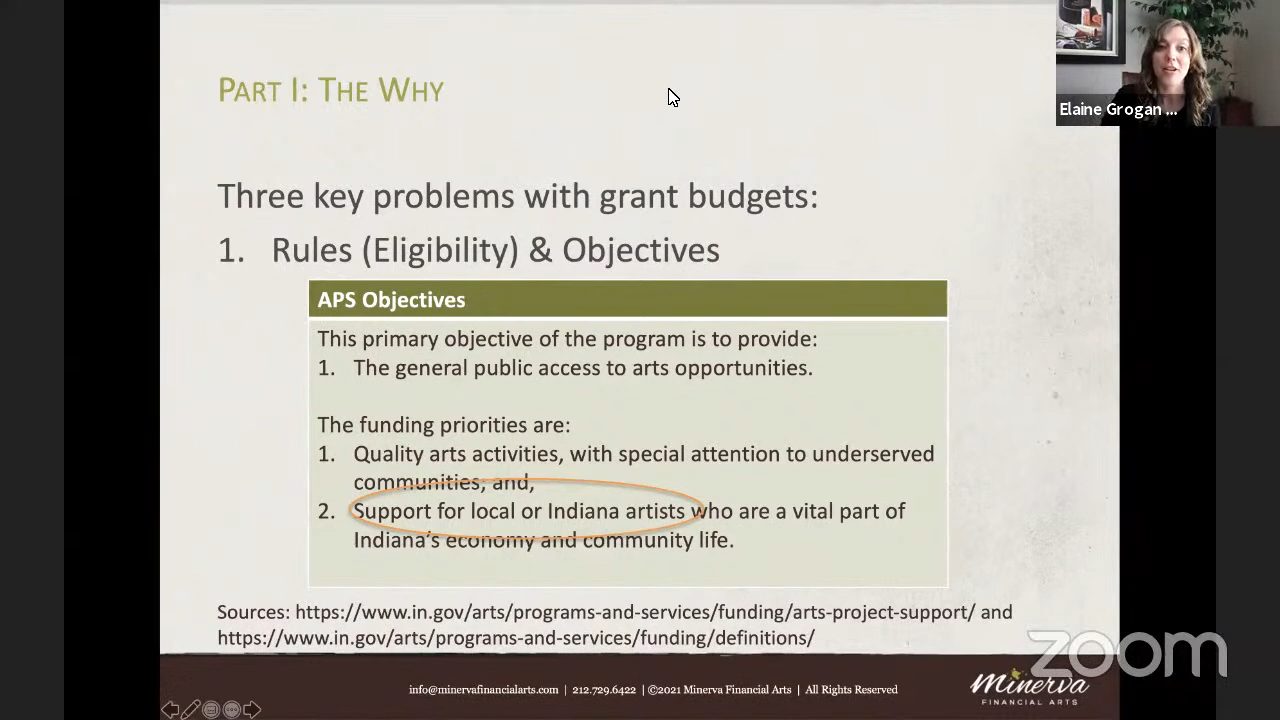 PART I: THE WHY
Elaine Grogan ...
Three key problems with grant budgets:
1. Rules (Eligibility) & Objectives
APS Objectives
This primary objective of the program is to provide:
1. The general public access to arts opportunities.
The funding priorities are:
1. Quality arts activities, with special attention to underserved
communities; and,
2. Support for local or Indiana artists who are a vital part of
Indiana's economy and community life.
Sources: https://www.in.gov/arts/programs-and-services/funding/arts-project-support/ and
https://www.in.gov/arts/programs-and-services/funding/definitions/
zoom
info@minervafinancialarts.com | 212.729.6422 | ©2021 Minerva Financial Arts | All Rights Reserved
Minerva
FINANCIAL ARTS